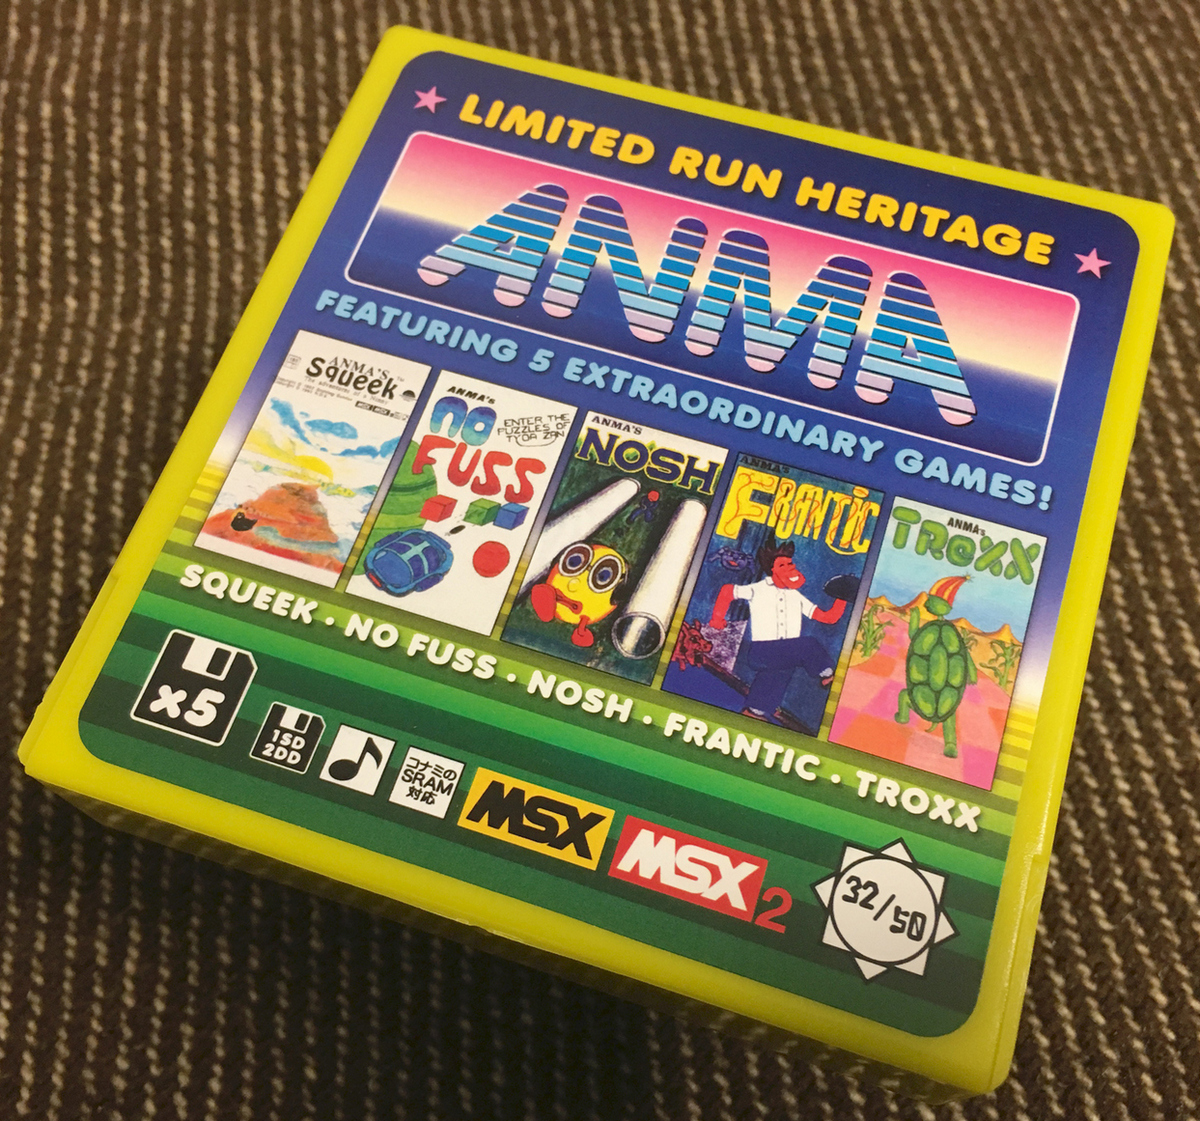 LIMITED RUN HERITAGE
ANMA
FEATURING 5 EXTRAORDINARY GAMES!
ANMA'S
Squeek
ANMA'S
NO
FUSS
ENTER THE
PUZZLES OF
TYDA ZAN
ANMA'S
NOSH
ANMA'S
FRANTIC
ANMA'S
TROXX
SQUEEK · NO FUSS · NOSH · FRANTIC · TROXX
x5
1SD
2DD
コナミの
SRAM
対応
MSX
MSX2
32/50